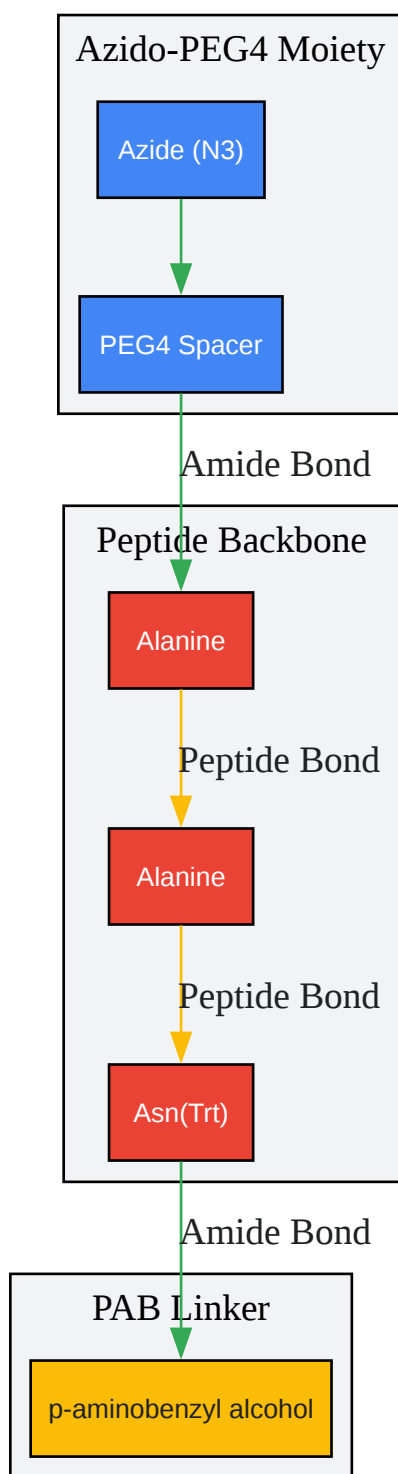 Azido-PEG4 Moiety
Azide (N3)
PEG4 Spacer
Amide Bond
Peptide Backbone
Alanine
Peptide Bond
Alanine
Peptide Bond
Asn(Trt)
Amide Bond
PAB Linker
p-aminobenzyl alcohol